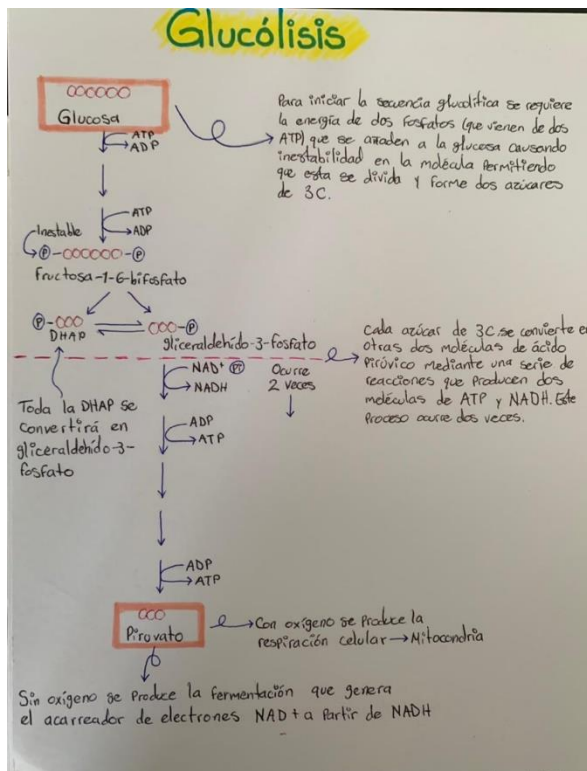 Glucólisis
Glucosa
ATP
ADP
Para iniciar la secuencia glucolítica se requiere
la energía de dos fosfatos (que vienen de dos
ATP) que se añaden a la glucosa causando
inestabilidad en la molécula permitiendo
que esta se divida y forme dos azúcares
de 3C.
ATP
ADP
Inestable
P
P
fructosa-1-6-bifosfato
P
DHAP
P
gliceraldehído-3-fosfato
Cada azúcar de 3C se convierte en
otras dos moléculas de ácido
pirúvico mediante una serie de
reacciones que producen dos
moléculas de ATP y NADH. Este
proceso ocurre dos veces.
NAD+
NADH
Ocurre
2 veces
Toda la DHAP se
convertirá en
gliceraldehído-3-
fosfato
ADP
ATP
ADP
ATP
Pirovato
Con oxígeno se produce la
respiración celular → Mitocondria
Sin oxígeno se produce la fermentación que genera
el acarreador de electrones NAD+ a partir de NADH